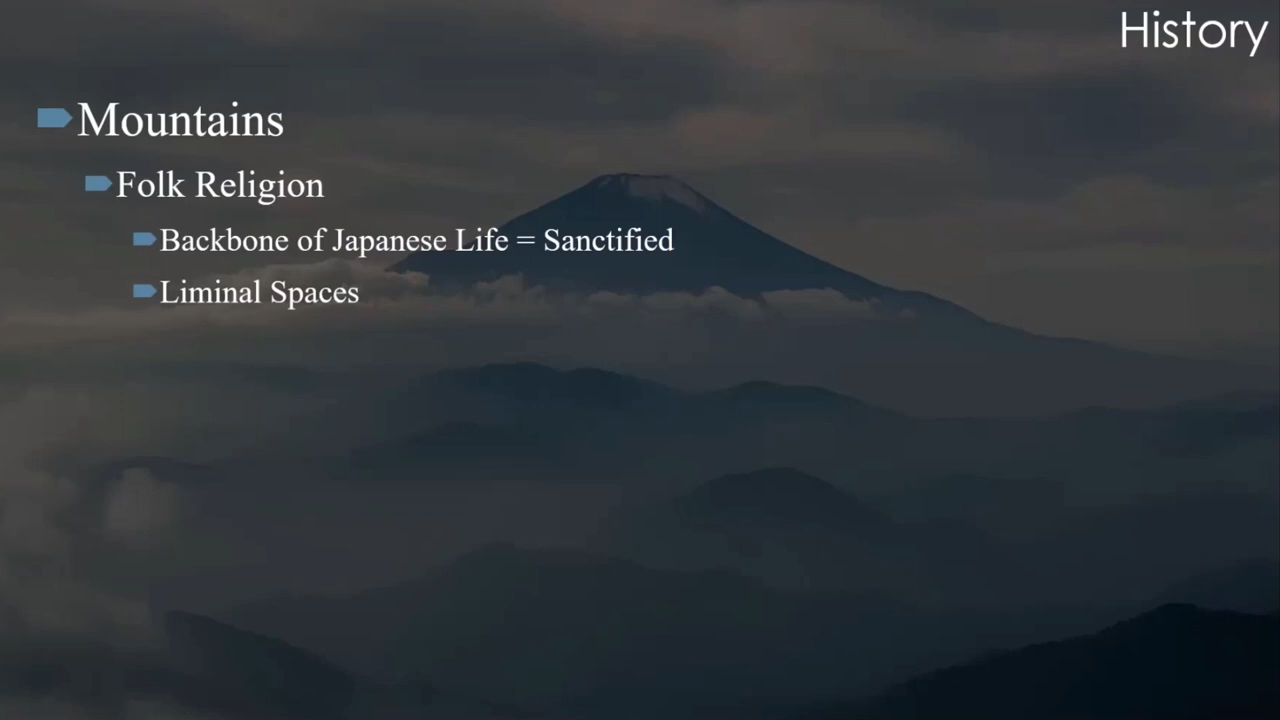 History
Mountains
Folk Religion
Backbone of Japanese Life = Sanctified
Liminal Spaces